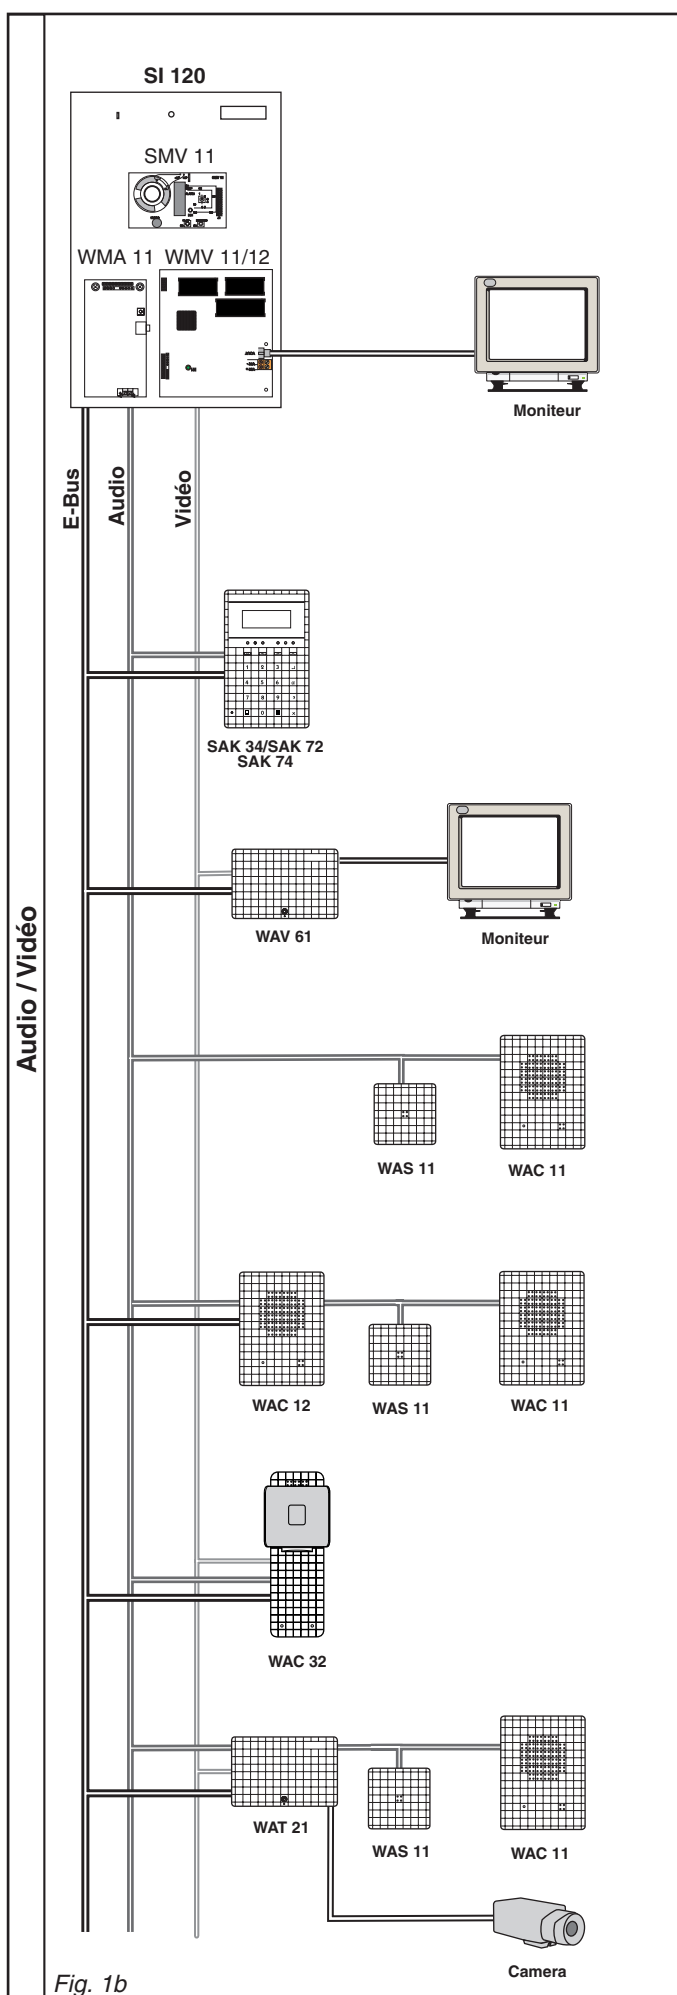 SI 120
SMV 11
WMA 11
WMV 11/12
Moniteur
E-Bus
Audio
Vidéo
SAK 34/SAK 72
SAK 74
WAV 61
Moniteur
Audio / Vidéo
WAS 11
WAC 11
WAC 12
WAS 11
WAC 11
WAC 32
WAT 21
WAS 11
WAC 11
Camera
Fig. 1b